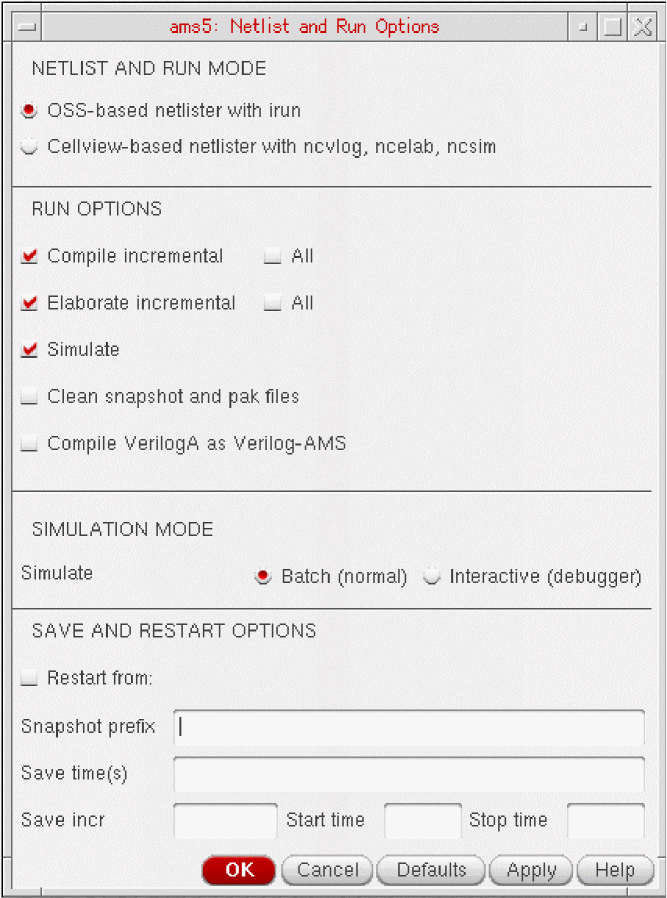 ams5: Netlist and Run Options
NETLIST AND RUN MODE
OSS-based netlister with irun
Cellview-based netlister with ncvlog, ncelab, ncsim
RUN OPTIONS
Compile incremental All
Elaborate incremental All
Simulate
Clean snapshot and pak files
Compile VerilogA as Verilog-AMS
SIMULATION MODE
Simulate Batch (normal) Interactive (debugger)
SAVE AND RESTART OPTIONS
Restart from:
Snapshot prefix
Save time(s)
Save incr Start time Stop time
OK Cancel Defaults Apply Help